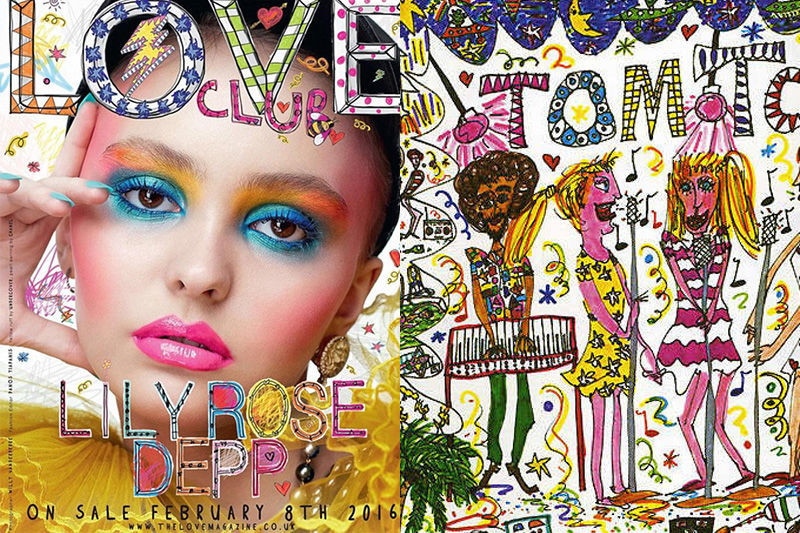 LOVE
CLUB
LILY ROSE
DEPP
ON SALE FEBRUARY 8TH 2016
WWW.THELOVEMAGAZINE.CO.UK
TOM TO